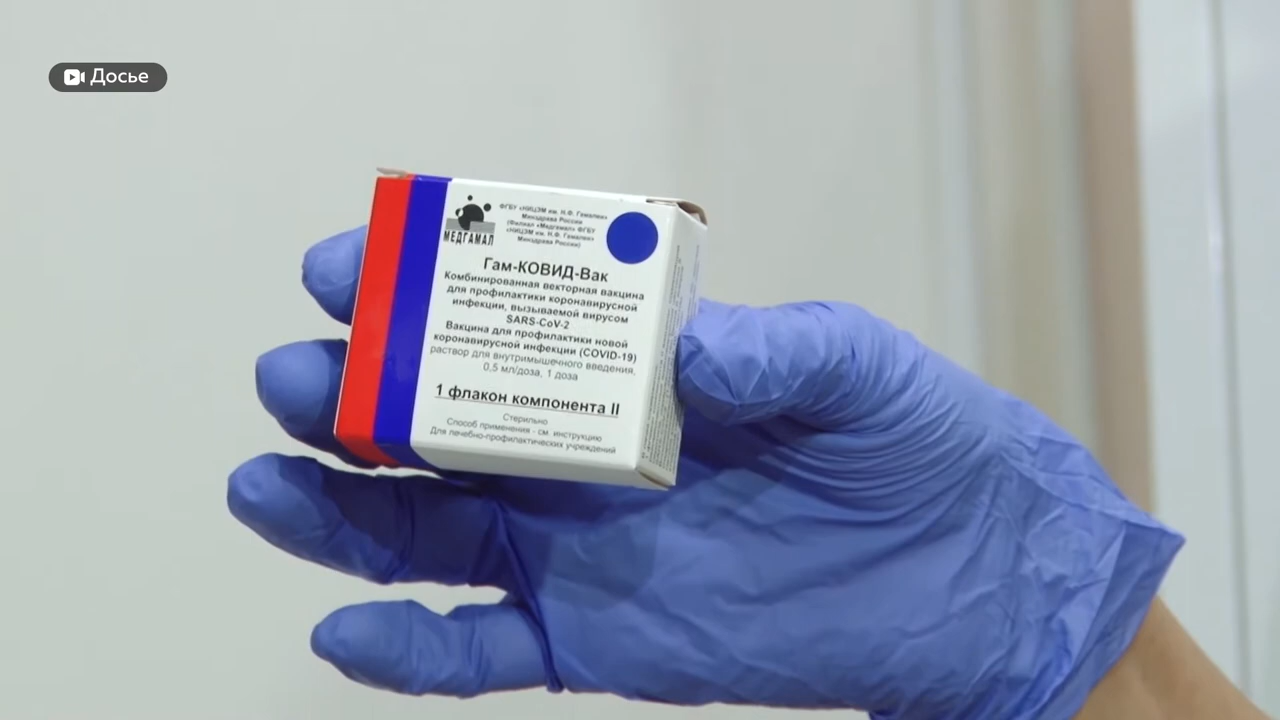 Досье
МЕДГАМАЛ
ФГБУ «НИЦЭМ им. Н.Ф. Гамалеи»
Минздрава России
(Филиал «Медгамал» ФГБУ
«НИЦЭМ им. Н.Ф. Гамалеи»
Минздрава России)
Гам-КОВИД-Вак
Комбинированная векторная вакцина
для профилактики коронавирусной
инфекции, вызываемой вирусом
SARS-CoV-2
Вакцина для профилактики новой
коронавирусной инфекции (COVID-19)
раствор для внутримышечного введения,
0,5 мл/доза, 1 доза
1 флакон компонента II
Стерильно
Способ применения - см. инструкцию
Для лечебно-профилактических учреждений